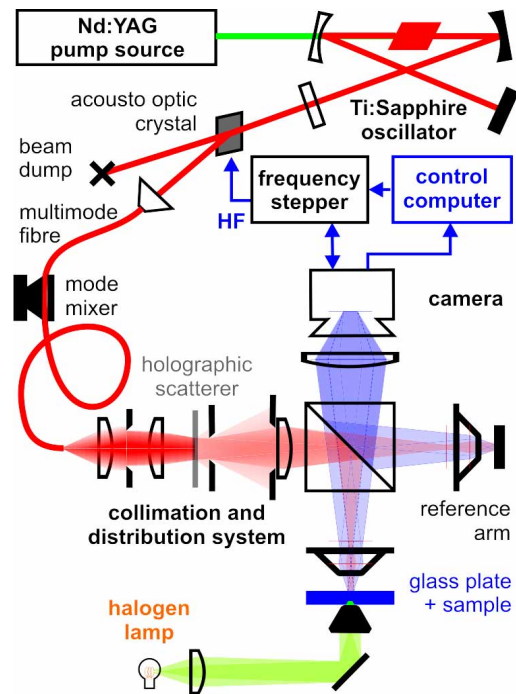 Nd:YAG
pump source
acousto optic
crystal
Ti:Sapphire
oscillator
beam
dump
frequency
stepper
control
computer
multimode
fibre
HF
mode
mixer
camera
holographic
scatterer
collimation and
distribution system
reference
arm
glass plate
+ sample
halogen
lamp